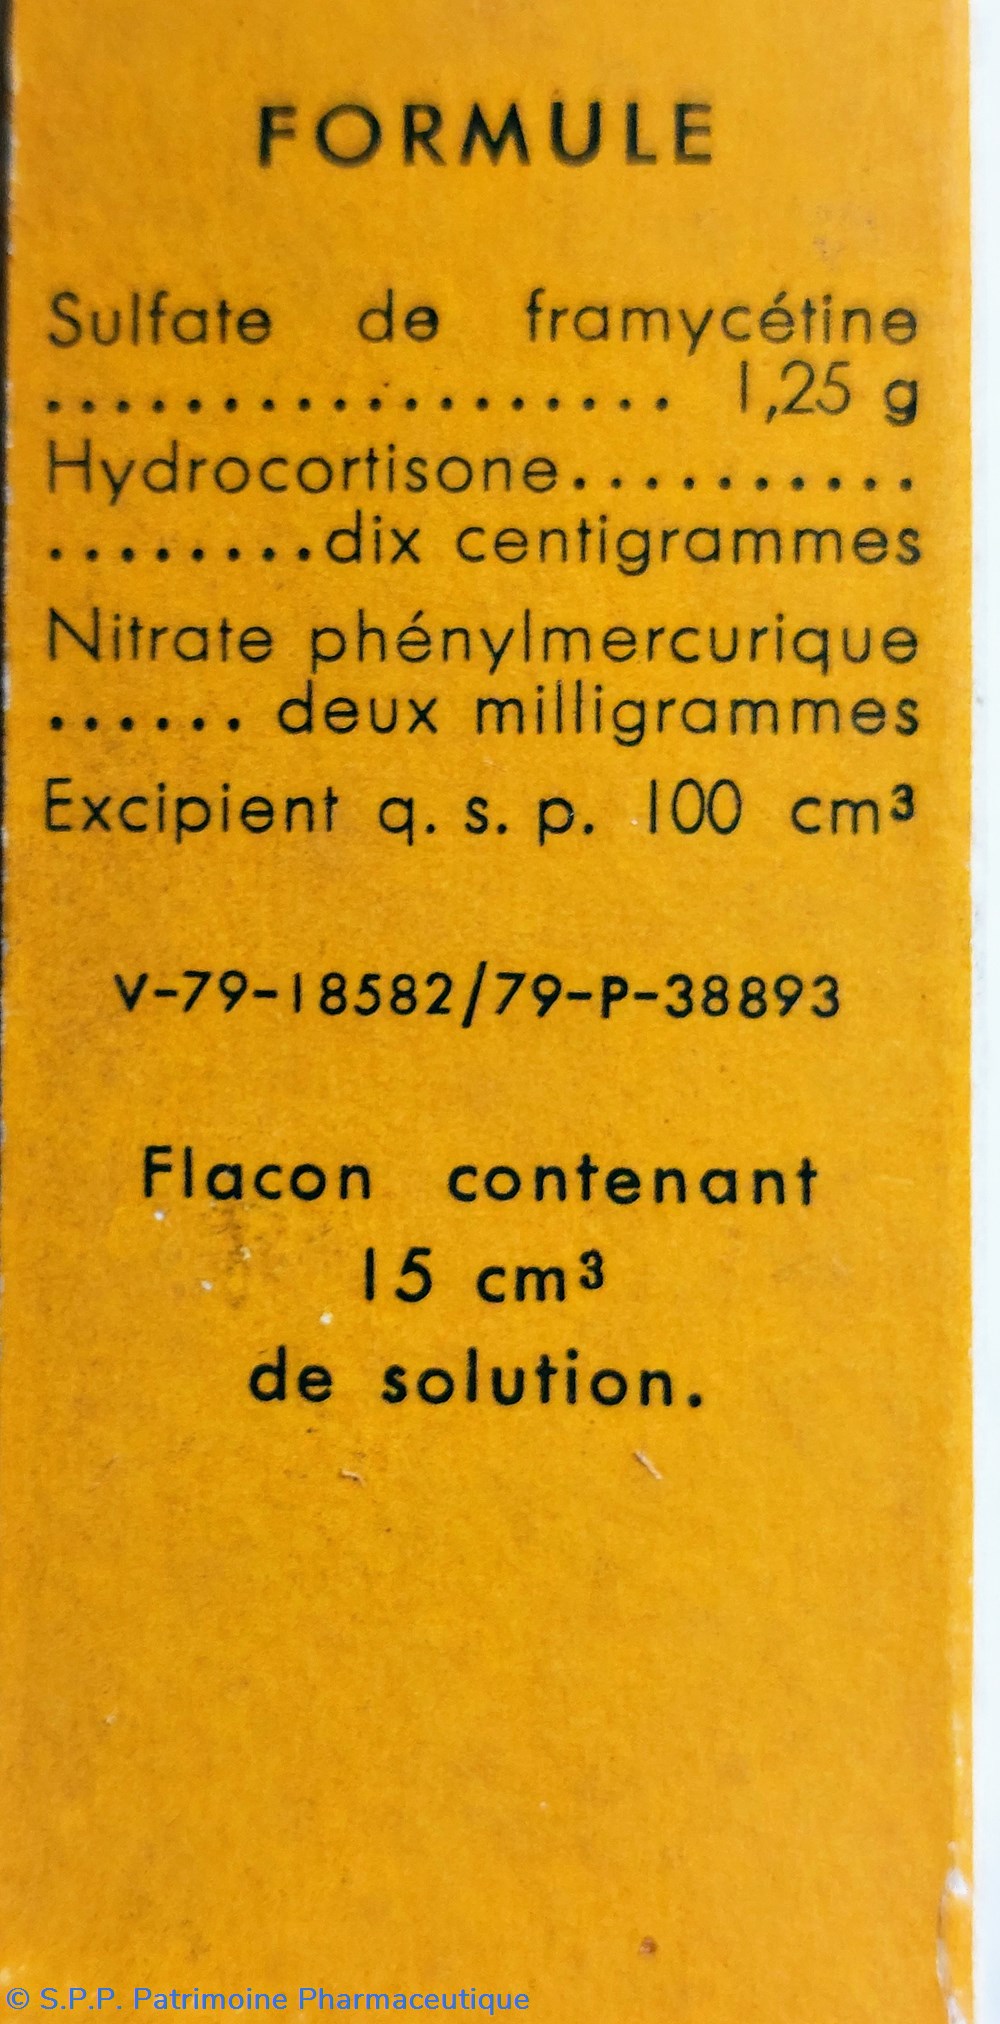 FORMULE
Sulfate de framycétine
.................. 1,25 g
Hydrocortisone..........
........dix centigrammes
Nitrate phénylmercurique
...... deux milligrammes
Excipient q. s. p. 100 cm³
V-79-18582/79-P-38893
Flacon contenant
15 cm³
de solution.
© S.P.P. Patrimoine Pharmaceutique